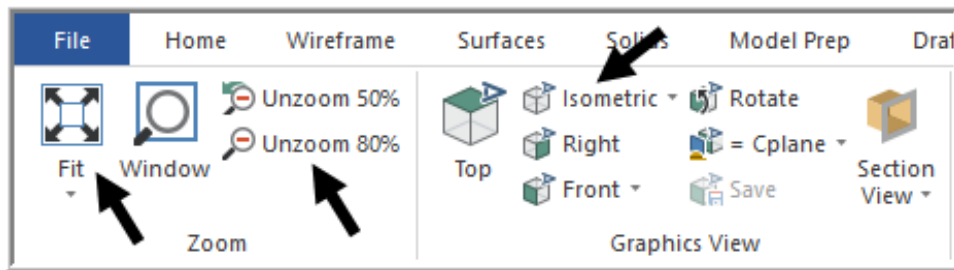 File Home Wireframe Surfaces Solids Model Prep
Unzoom 50% Isometric Rotate
Unzoom 80% Right = Cplane
Fit Window Top Section
Front Save View
Zoom Graphics View